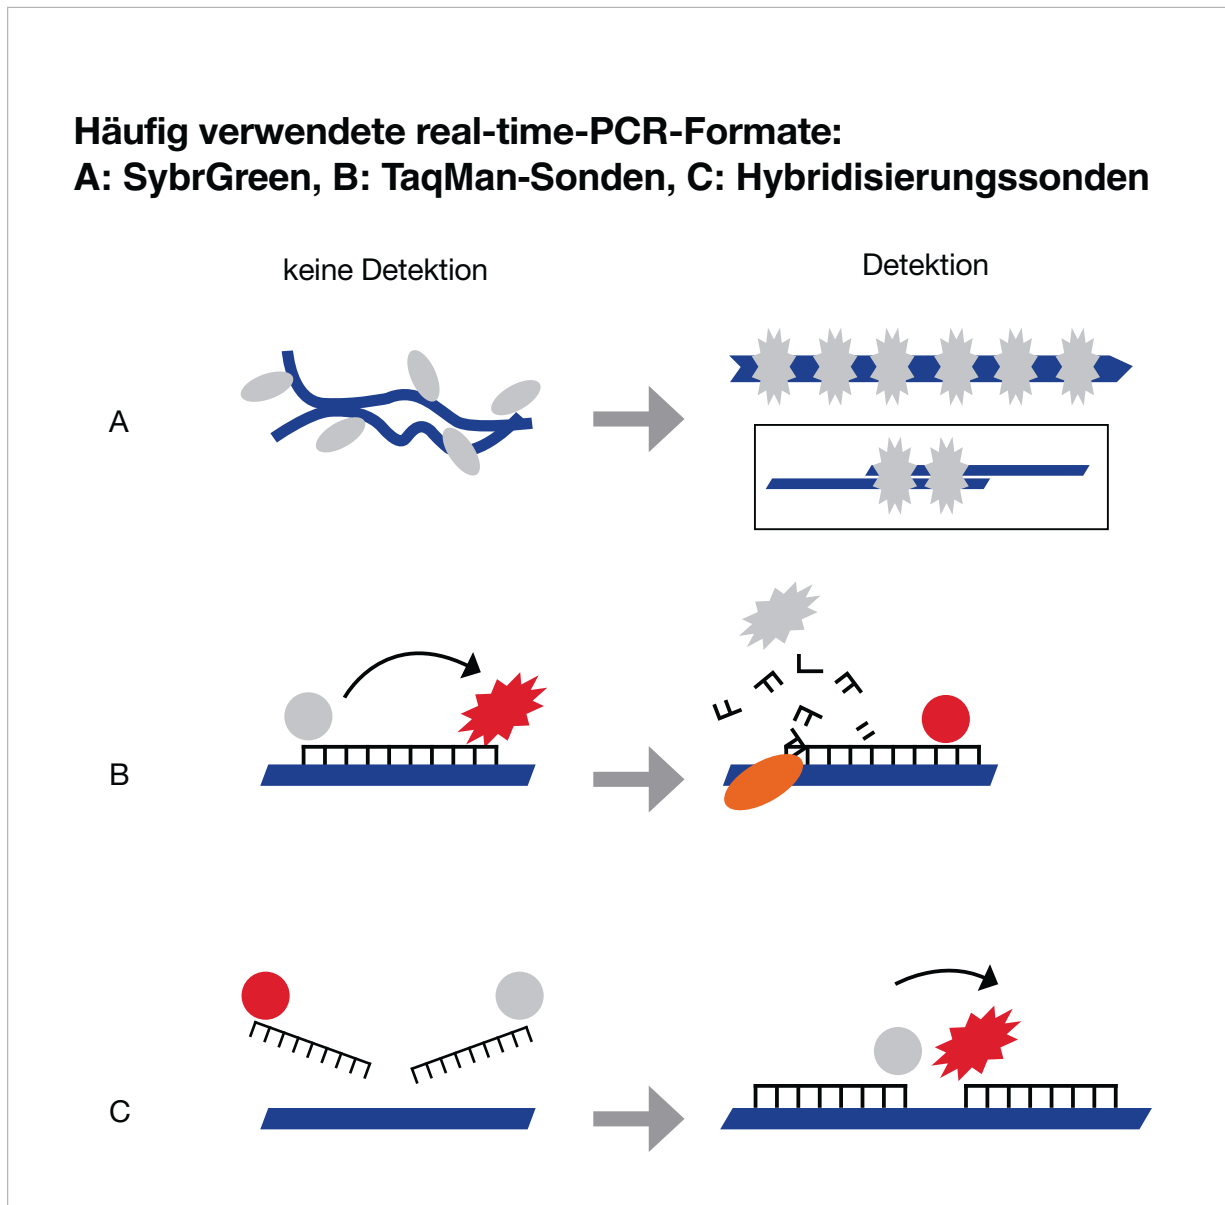 Häufig verwendete real-time-PCR-Formate:
A: SybrGreen, B: TaqMan-Sonden, C: Hybridisierungssonden
keine Detektion
Detektion
A
B
C